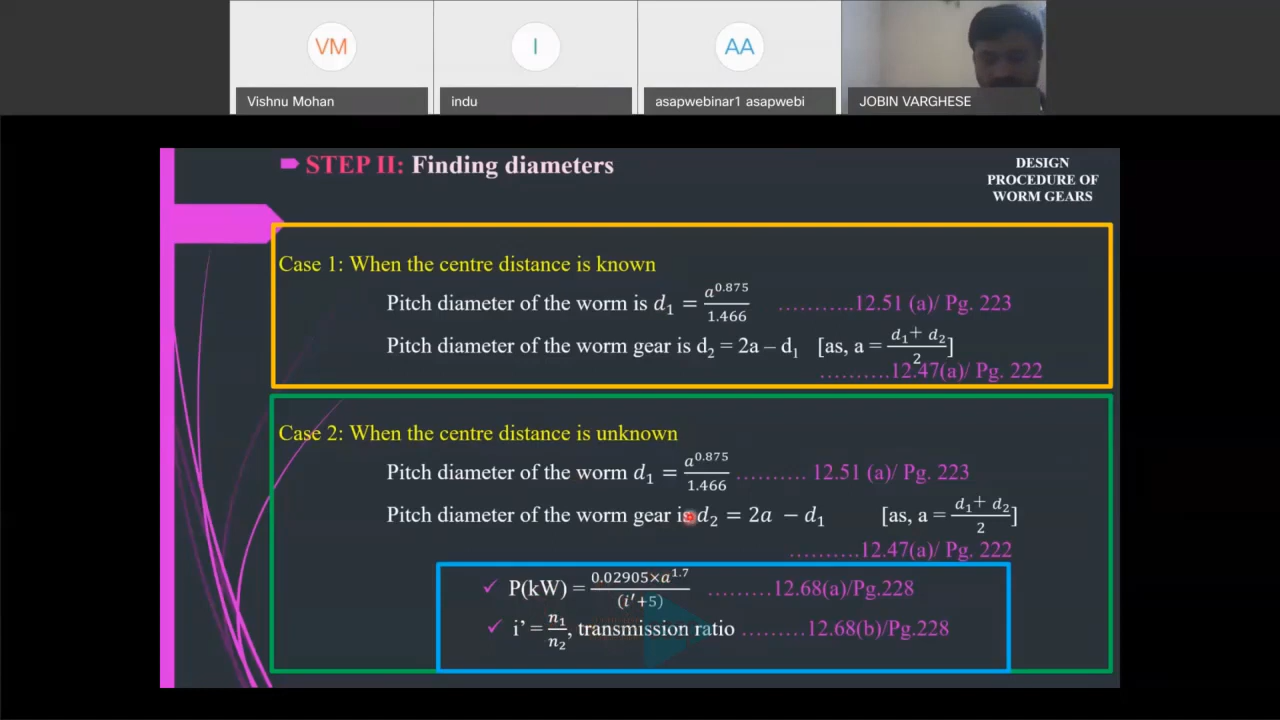 VM
I
AA
Vishnu Mohan
indu
asapwebinar1 asapwebi
JOBIN VARGHESE
STEP II: Finding diameters
DESIGN
PROCEDURE OF
WORM GEARS
Case 1: When the centre distance is known
Pitch diameter of the worm is d₁ = a^0.875 / 1.466 ………..12.51 (a)/ Pg. 223
Pitch diameter of the worm gear is d₂ = 2a – d₁ [as, a = (d₁+ d₂)/2]
……….12.47(a)/ Pg. 222
Case 2: When the centre distance is unknown
Pitch diameter of the worm d₁ = a^0.875 / 1.466 ………. 12.51 (a)/ Pg. 223
Pitch diameter of the worm gear is d₂ = 2a − d₁ [as, a = (d₁+ d₂)/2]
……….12.47(a)/ Pg. 222
✓ P(kW) = 0.02905×a^1.7 / (i′+5) ………12.68(a)/Pg.228
✓ i’ = n₁/n₂, transmission ratio ………12.68(b)/Pg.228